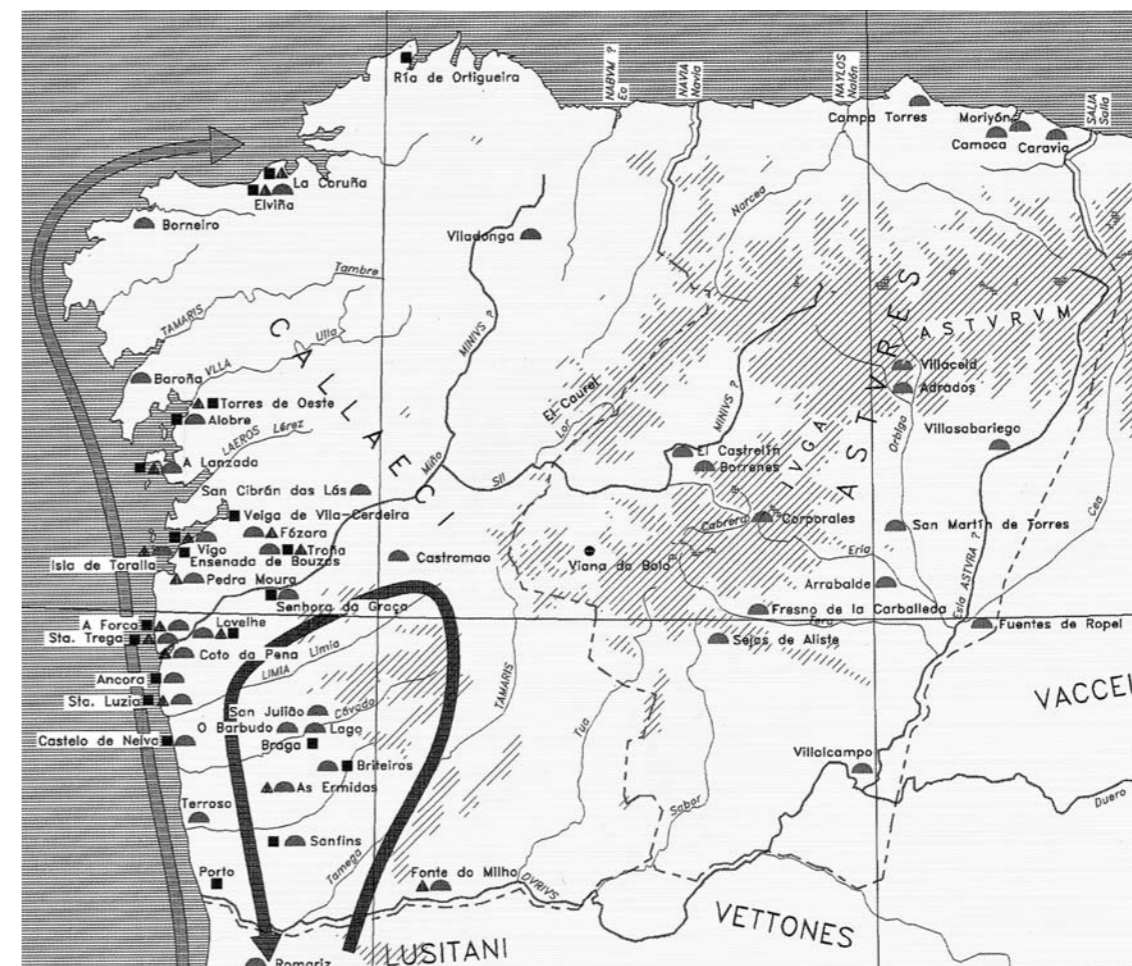 Ría de Ortigueira
NABVM ?
Eo
NAVIA
Navia
NAYLOS
Nalón
SALIA
Salia
Campa Torres
Moriyón
Camoca
Caravia
La Coruña
Elviña
Borneiro
Viladonga
Narcea
Tambre
TAMARIS
CALLAECI
MINIVS ?
Ulla
VLLA
ASTVRES
ASTVRVM
IVGA
Villaceid
Adrados
Baroña
Torres de Oeste
Alobre
El Caurel
Lor
MINIVS ?
Orbigo
Villasabariego
LAEROS Lérez
A Lanzada
Miño
Sil
El Castrelín
Borrenes
San Cibrán das Lás
Veiga de Vila-Cerdeira
Cabrera
Corporales
San Martín de Torres
Cea
Fózara
Vigo
Troña
Isla de Toralla
Ensenada de Bouzas
Castromao
Viana do Bolo
Eria
Esla ASTVRA ?
Pedra Moura
Arrabalde
Senhora da Graça
Fresno de la Carballeda
Tera
Fuentes de Ropel
A Forca
Lovelhe
Sta. Trega
Sejas de Aliste
Coto da Pena
LIMIA Limia
Ancora
TAMARIS
VACCEI
Sta. Luzia
San Julião
Cávado
O Barbudo
Lago
Tua
Castelo de Neiva
Braga
Villalcampo
Briteiros
As Ermidas
Duero
Terroso
Sabor
Sanfins
Tamega
Porto
Fonte do Milho
DVRIVS
VETTONES
LUSITANI
Romariz